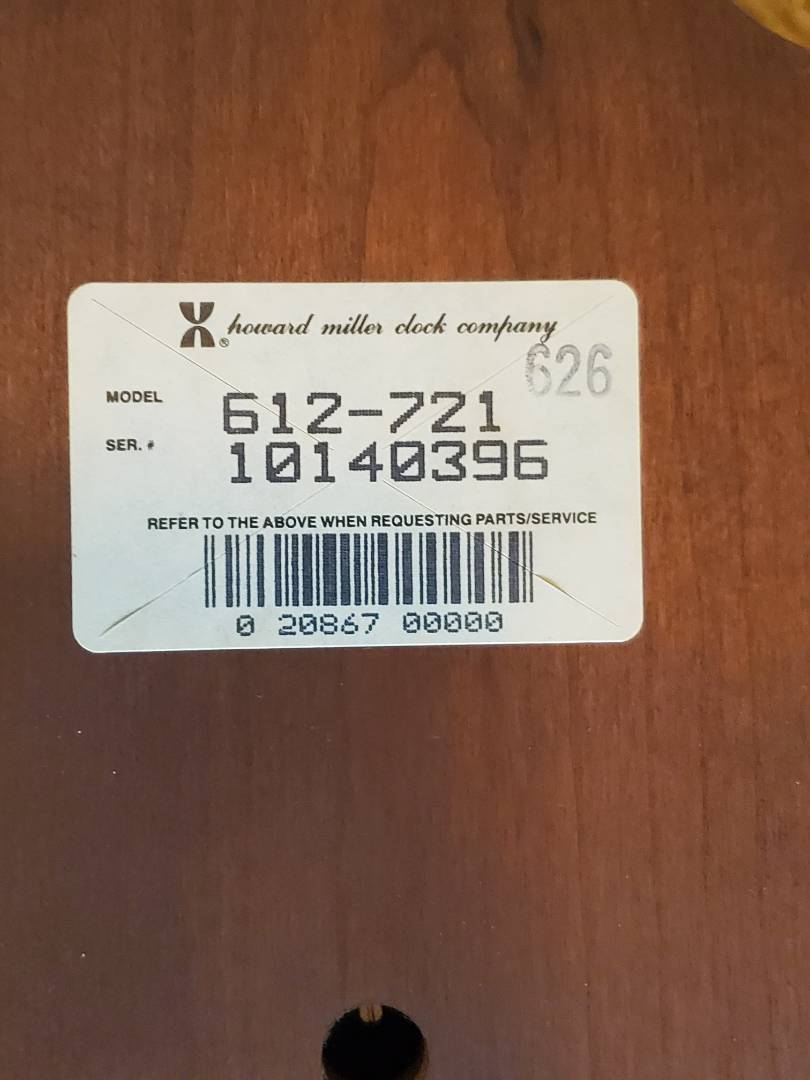 ® howard miller clock company
626
MODEL 612-721
SER. # 10140396
REFER TO THE ABOVE WHEN REQUESTING PARTS/SERVICE
0 20867 00000